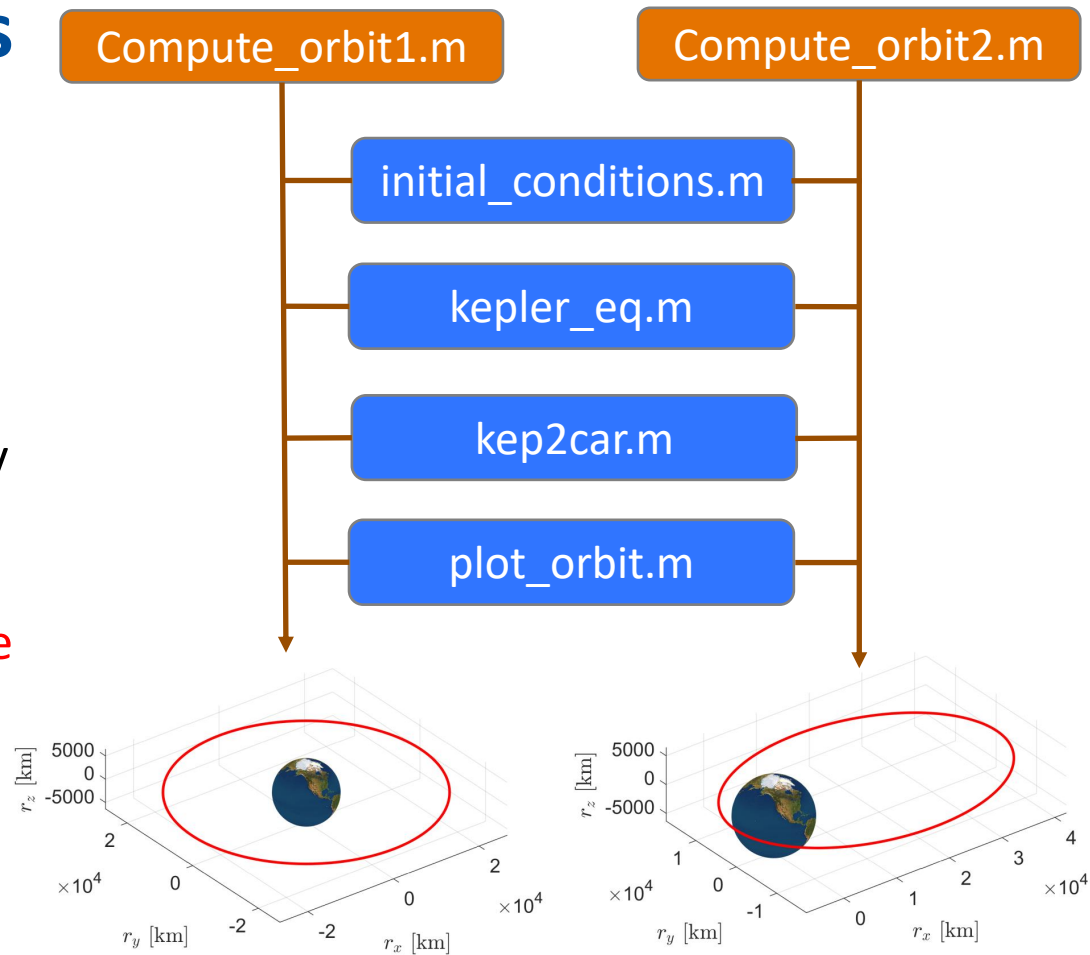 s
Compute_orbit1.m
Compute_orbit2.m
initial_conditions.m
kepler_eq.m
kep2car.m
y
plot_orbit.m
e
5000
0
-5000
r_z [km]
2
0
-2
×10^4
r_y [km]
-2
0
2
×10^4
r_x [km]
5000
0
-5000
r_z [km]
1
0
-1
×10^4
r_y [km]
0
1
2
3
4
×10^4
r_x [km]